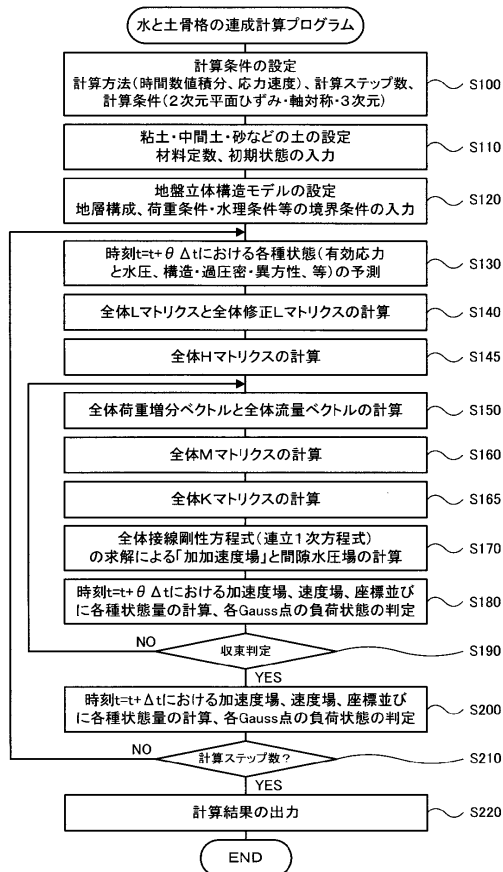 水と土骨格の連成計算プログラム
計算条件の設定
計算方法(時間数値積分、応力速度)、計算ステップ数、
計算条件(2次元平面ひずみ・軸対称・3次元)
S100
粘土・中間土・砂などの土の設定
材料定数、初期状態の入力
S110
地盤立体構造モデルの設定
地層構成、荷重条件・水理条件等の境界条件の入力
S120
時刻t=t+θΔtにおける各種状態(有効応力
と水圧、構造・過圧密・異方性、等)の予測
S130
全体Lマトリクスと全体修正Lマトリクスの計算
S140
全体Hマトリクスの計算
S145
全体荷重増分ベクトルと全体流量ベクトルの計算
S150
全体Mマトリクスの計算
S160
全体Kマトリクスの計算
S165
全体接線剛性方程式(連立1次方程式)
の求解による「加加速度場」と間隙水圧場の計算
S170
時刻t=t+θΔtにおける加速度場、速度場、座標並び
に各種状態量の計算、各Gauss点の負荷状態の判定
S180
NO
収束判定
S190
YES
時刻t=t+Δtにおける加速度場、速度場、座標並び
に各種状態量の計算、各Gauss点の負荷状態の判定
S200
NO
計算ステップ数?
S210
YES
計算結果の出力
S220
END